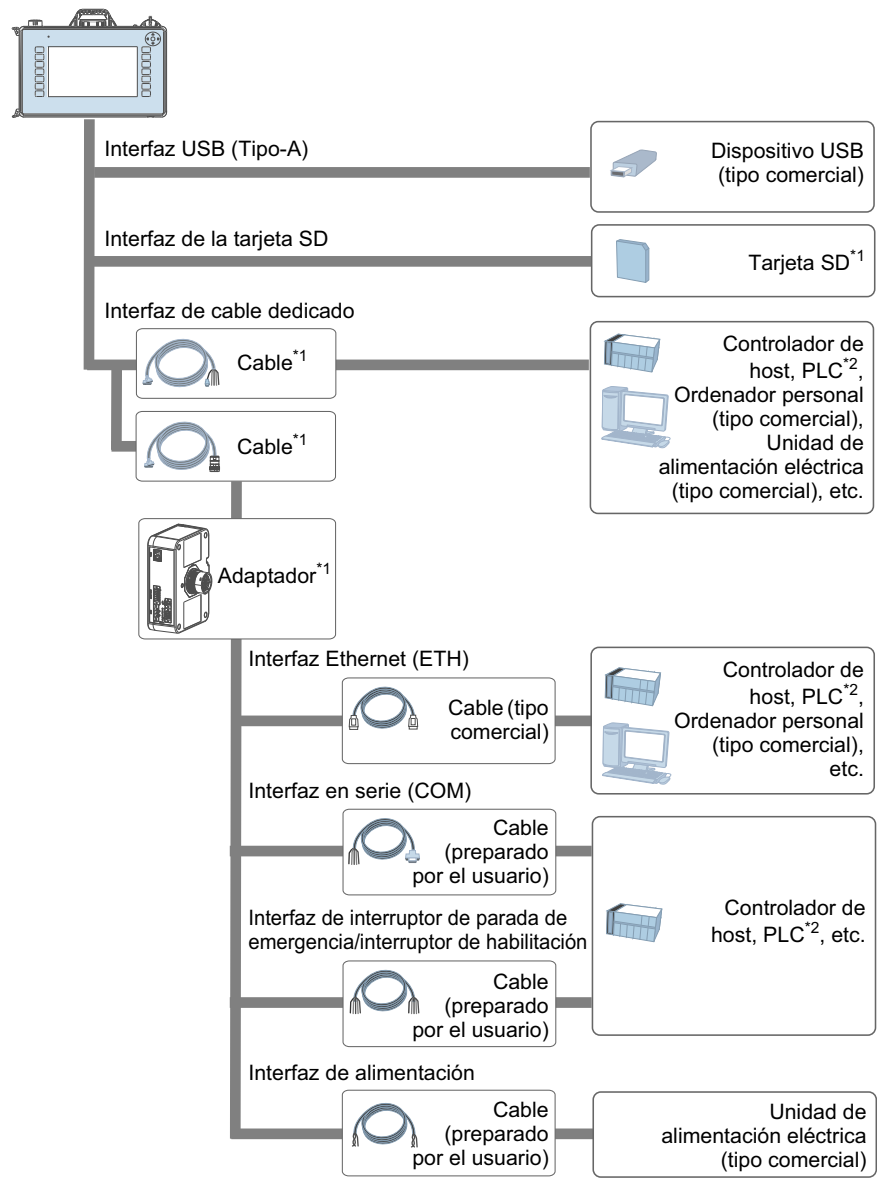 Interfaz USB (Tipo-A)
Dispositivo USB
(tipo comercial)
Interfaz de la tarjeta SD
Tarjeta SD*1
Interfaz de cable dedicado
Cable*1
Controlador de
host, PLC*2,
Ordenador personal
(tipo comercial),
Unidad de
alimentación eléctrica
(tipo comercial), etc.
Cable*1
Adaptador*1
Interfaz Ethernet (ETH)
Cable (tipo
comercial)
Controlador de
host, PLC*2,
Ordenador personal
(tipo comercial),
etc.
Interfaz en serie (COM)
Cable
(preparado
por el usuario)
Controlador de
host, PLC*2, etc.
Interfaz de interruptor de parada de
emergencia/interruptor de habilitación
Cable
(preparado
por el usuario)
Interfaz de alimentación
Cable
(preparado
por el usuario)
Unidad de
alimentación eléctrica
(tipo comercial)